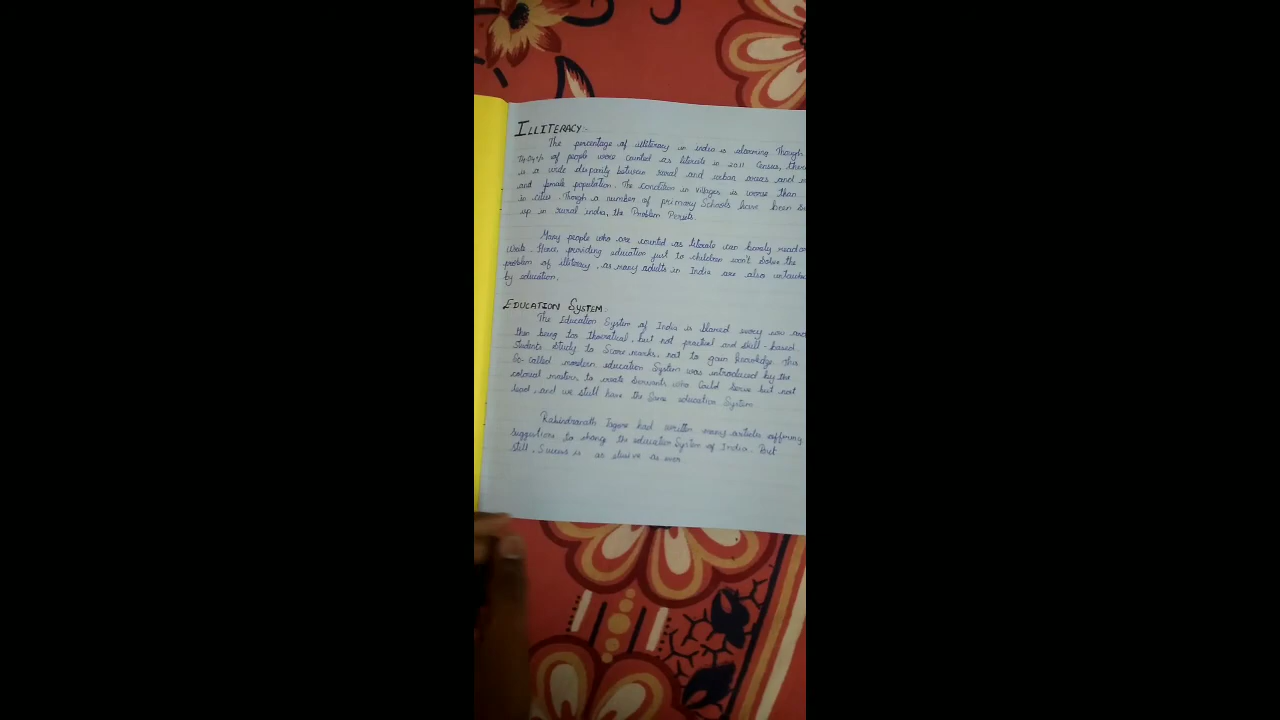 ILLITERACY:-
The percentage of illiteracy in india is alarming Though
74.04% of people were counted as literate in 2011 Census, there
is a wide disparity between rural and urban areas and
and female population. The condition in Villages is worse than
in cities. Though a number of primary Schools have been
up in rural india, the Problem
Many people who are counted as literate can barely read or
Write. Hence, providing education just to children won't Solve the
problem of illiteracy, as many adults in India are also
by education.
EDUCATION SYSTEM:
The Education System of India is blamed every now and
then being too but not practical and skill-based
Students Study to Score marks, not to gain knowledge This
So-called education System was introduced by the
colonial masters to create Servants who Could Serve but not
lead, and we still have the Same education System
Rabindranath had written many articles offering
Suggestions to change the education System of India. But
still, Success is as elusive as ever